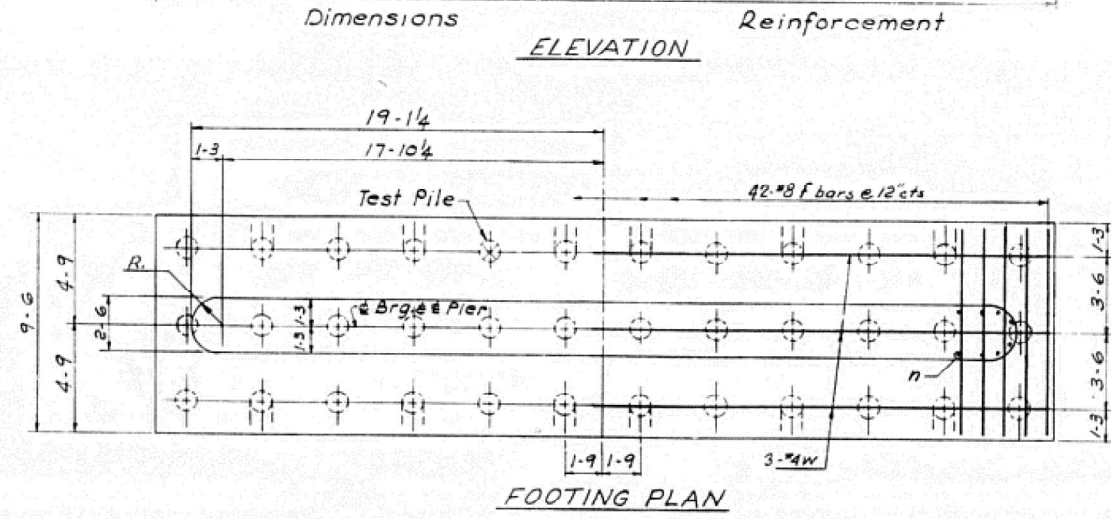 Dimensions
Reinforcement
ELEVATION
19-1¼
1-3
17-10¼
Test Pile
42-#8 f bars @ 12" cts
9-6
4-9
4-9
R.
2-6
1-3
1-3
℄ Brg. & ℄ Pier
n
1-3
3-6
3-6
1-3
1-9
1-9
3-#4W
FOOTING PLAN